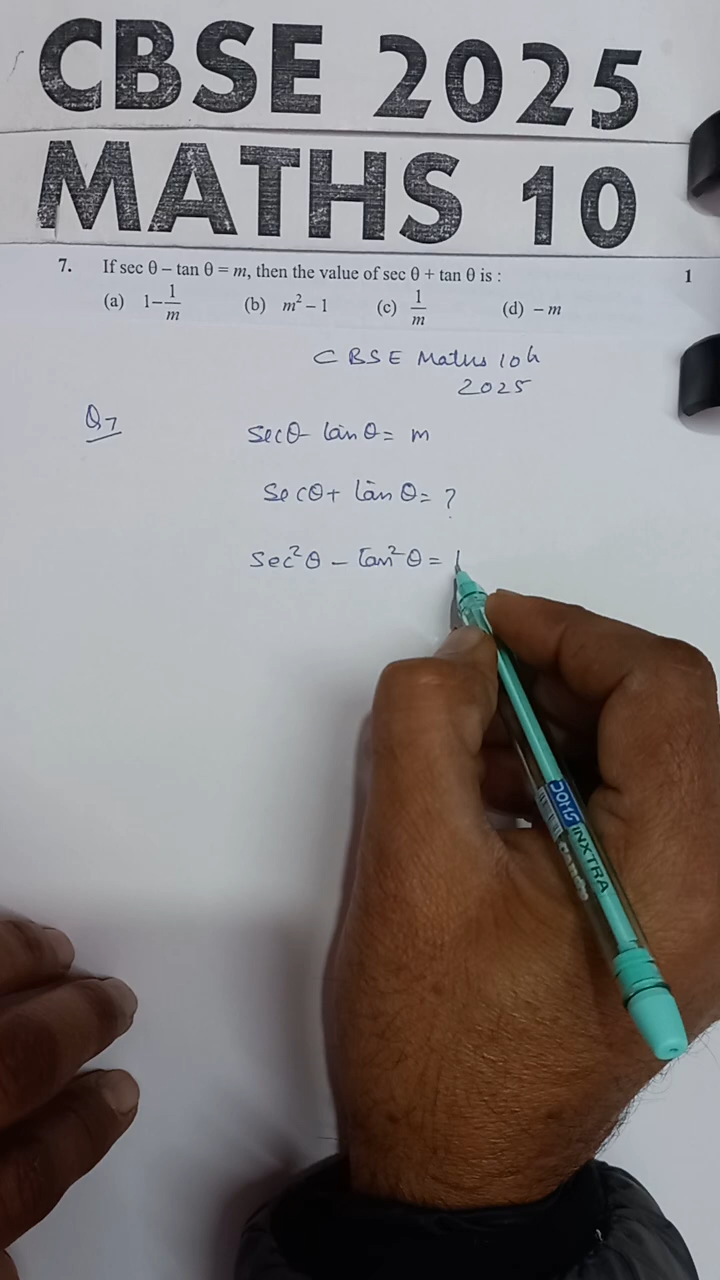 CBSE 2025
MATHS 10
7. If sec θ – tan θ = m, then the value of sec θ + tan θ is : 1
(a) 1–1/m (b) m² – 1 (c) 1/m (d) – m
CBSE Maths 10th
2025
Q7 secθ - tanθ = m
secθ + tanθ = ?
sec²θ – tan²θ = 1
DOMS INXTRA